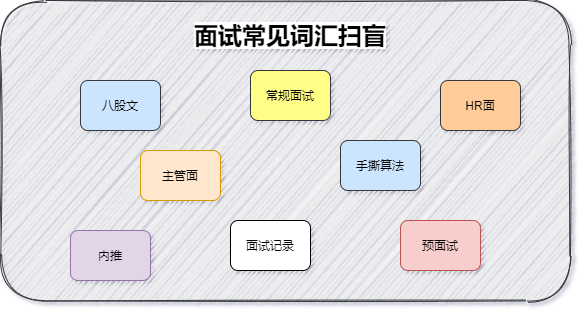 面试常见词汇扫盲
八股文
常规面试
HR面
主管面
手撕算法
内推
面试记录
预面试